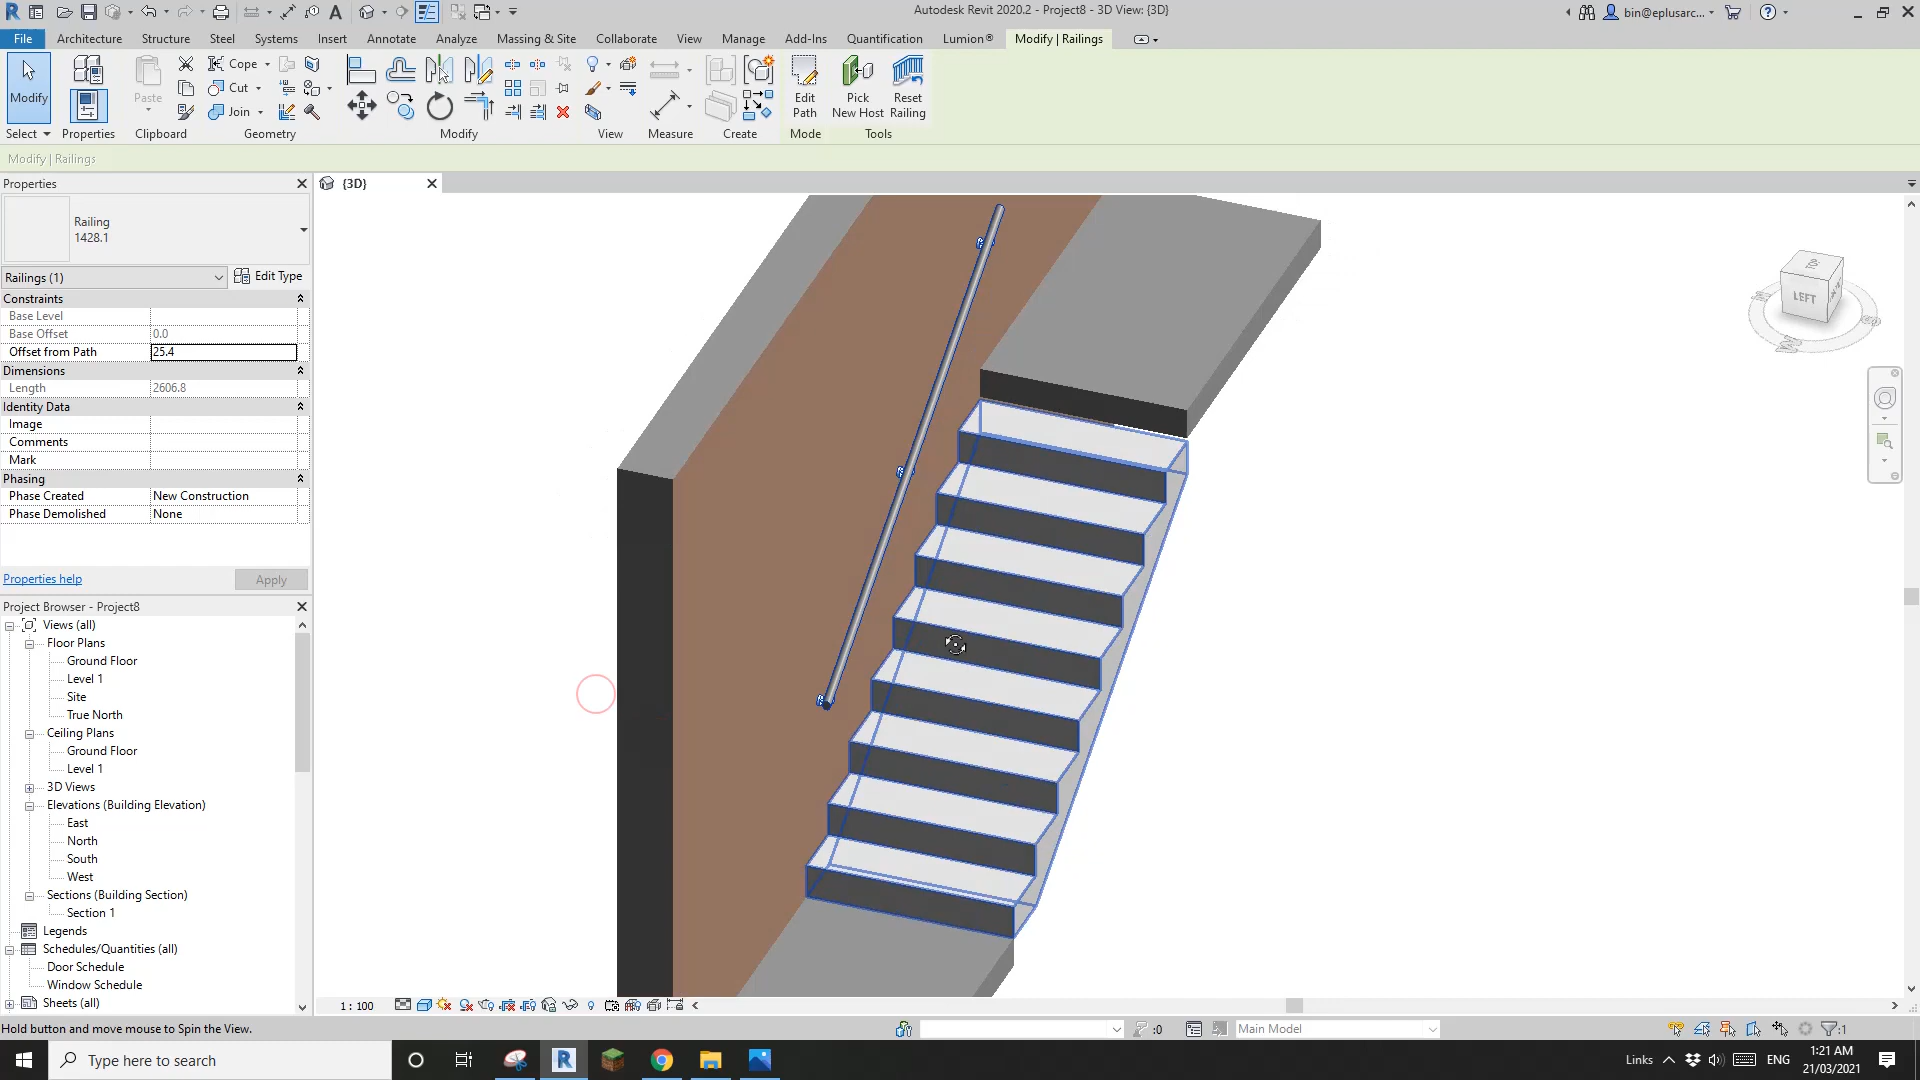 Autodesk Revit 2020.2 - Project8 - 3D View: {3D}
bin@eplusarc...
File Architecture Structure Steel Systems Insert Annotate Analyze Massing & Site Collaborate View Manage Add-Ins Quantification Lumion® Modify | Railings
Modify
Paste
Cope
Cut
Join
Edit
Path
Pick
New Host
Reset
Railing
Select Properties Clipboard Geometry Modify View Measure Create Mode Tools
Modify | Railings
Properties
{3D}
Railing
1428.1
Railings (1)
Edit Type
Constraints
Base Level
Base Offset 0.0
Offset from Path 25.4
Dimensions
Length 2606.8
Identity Data
Image
Comments
Mark
Phasing
Phase Created New Construction
Phase Demolished None
Properties help
Apply
LEFT
Project Browser - Project8
Views (all)
Floor Plans
Ground Floor
Level 1
Site
True North
Ceiling Plans
Ground Floor
Level 1
3D Views
Elevations (Building Elevation)
East
North
South
West
Sections (Building Section)
Section 1
Legends
Schedules/Quantities (all)
Door Schedule
Window Schedule
Sheets (all)
1 : 100
Hold button and move mouse to Spin the View.
:0
Main Model
:1
Type here to search
Links
ENG
1:21 AM
21/03/2021